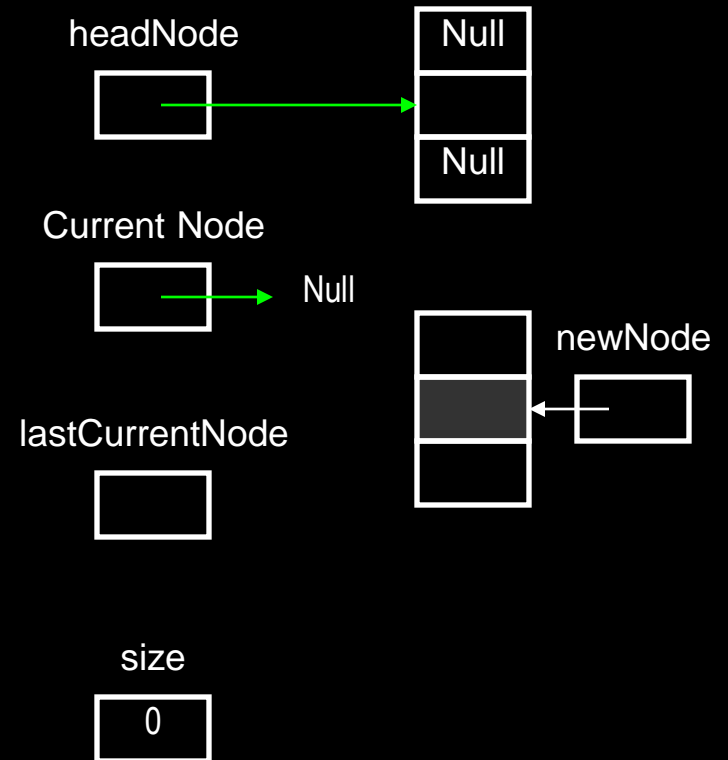 headNode
Null
Null
Current Node
Null
newNode
lastCurrentNode
size
0